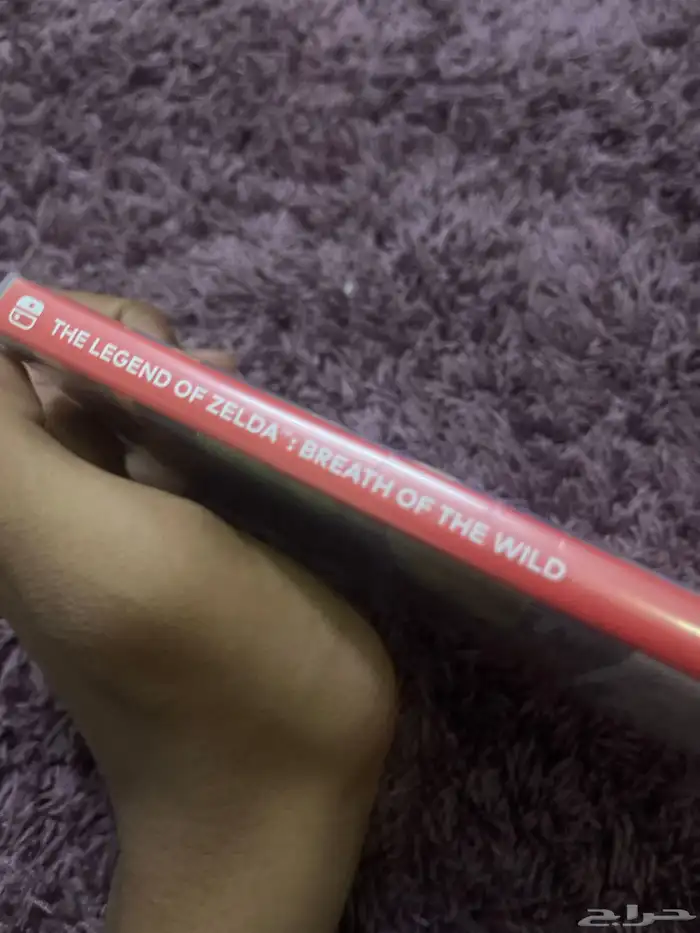 THE LEGEND OF ZELDA : BREATH OF THE WILD
حراج